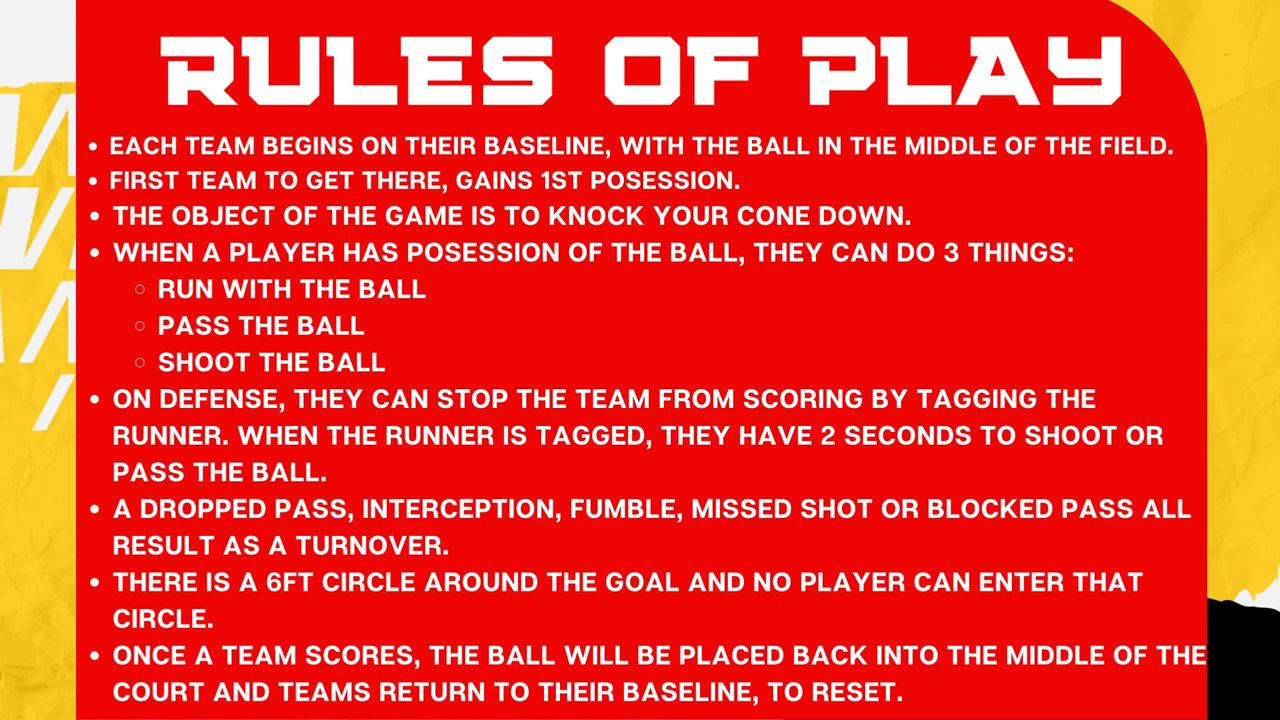 RULES OF PLAY
• EACH TEAM BEGINS ON THEIR BASELINE, WITH THE BALL IN THE MIDDLE OF THE FIELD.
• FIRST TEAM TO GET THERE, GAINS 1ST POSESSION.
• THE OBJECT OF THE GAME IS TO KNOCK YOUR CONE DOWN.
• WHEN A PLAYER HAS POSESSION OF THE BALL, THEY CAN DO 3 THINGS:
○ RUN WITH THE BALL
○ PASS THE BALL
○ SHOOT THE BALL
• ON DEFENSE, THEY CAN STOP THE TEAM FROM SCORING BY TAGGING THE
RUNNER. WHEN THE RUNNER IS TAGGED, THEY HAVE 2 SECONDS TO SHOOT OR
PASS THE BALL.
• A DROPPED PASS, INTERCEPTION, FUMBLE, MISSED SHOT OR BLOCKED PASS ALL
RESULT AS A TURNOVER.
• THERE IS A 6FT CIRCLE AROUND THE GOAL AND NO PLAYER CAN ENTER THAT
CIRCLE.
• ONCE A TEAM SCORES, THE BALL WILL BE PLACED BACK INTO THE MIDDLE OF THE
COURT AND TEAMS RETURN TO THEIR BASELINE, TO RESET.